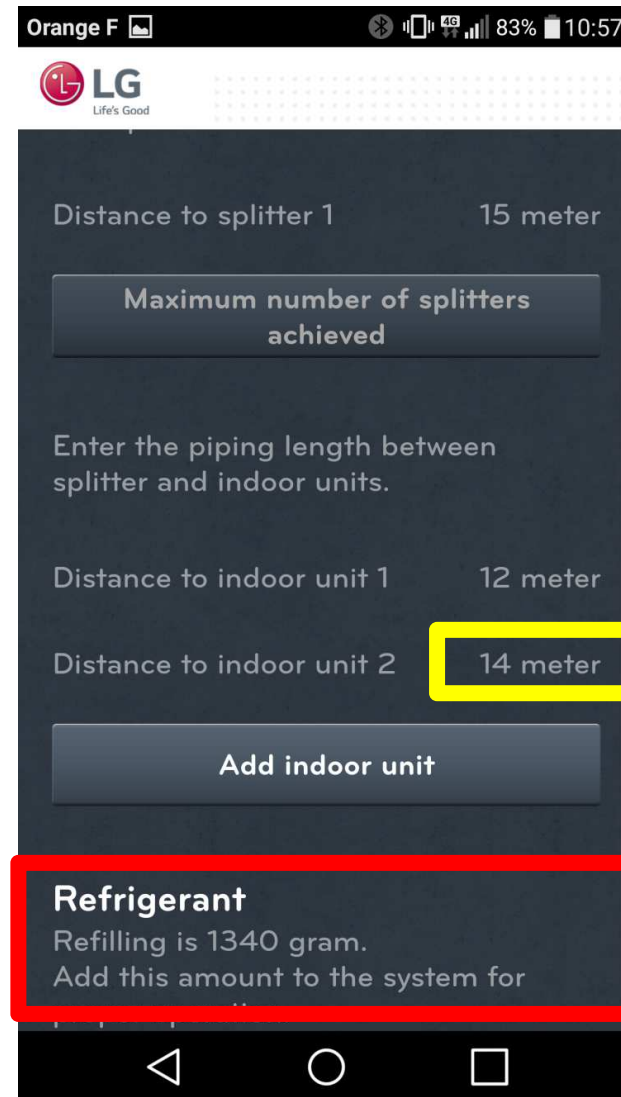 Orange F 4G 83% 10:57
LG
Life's Good
Distance to splitter 1 15 meter
Maximum number of splitters
achieved
Enter the piping length between
splitter and indoor units.
Distance to indoor unit 1 12 meter
Distance to indoor unit 2 14 meter
Add indoor unit
Refrigerant
Refilling is 1340 gram.
Add this amount to the system for